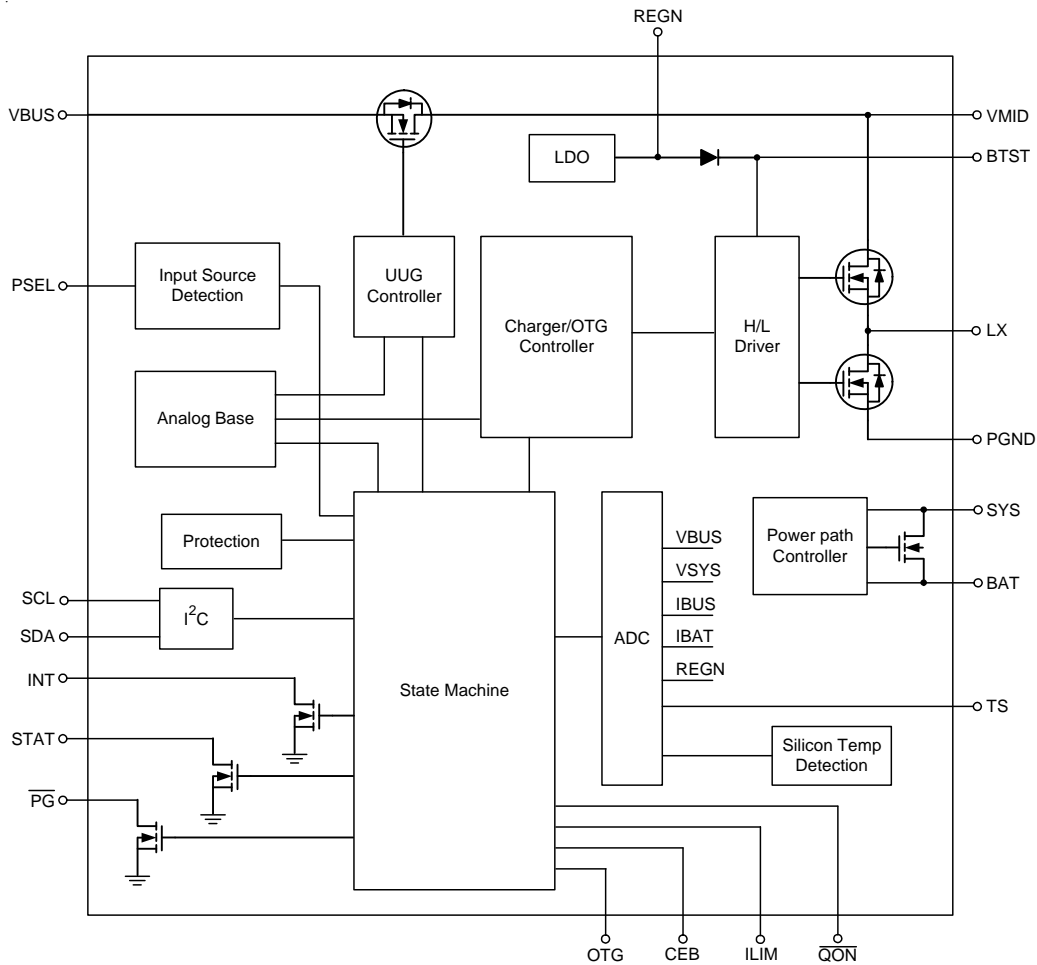 REGN
VBUS
VMID
LDO
BTST
PSEL
Input Source
Detection
UUG
Controller
Charger/OTG
Controller
H/L
Driver
LX
Analog Base
PGND
Protection
Power path
Controller
SYS
BAT
SCL
SDA
I²C
INT
STAT
PG
State Machine
ADC
VBUS
VSYS
IBUS
IBAT
REGN
TS
Silicon Temp
Detection
OTG
CEB
ILIM
QON